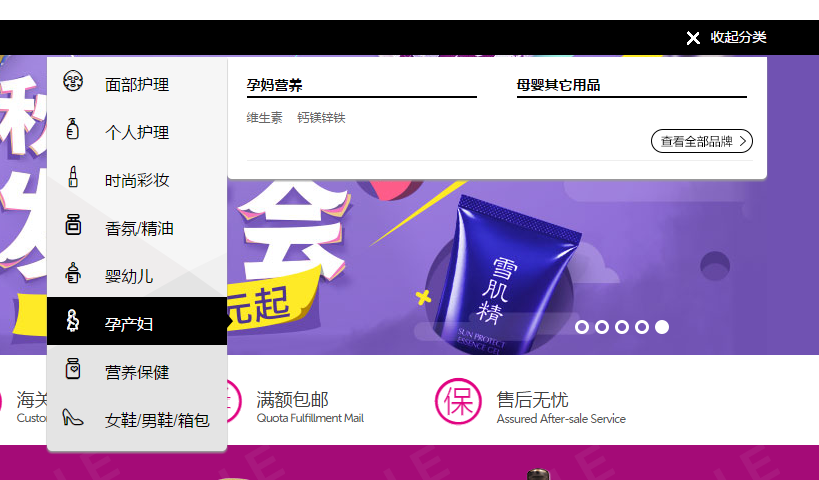 收起分类
面部护理
个人护理
时尚彩妆
香氛/精油
婴幼儿
孕产妇
营养保健
女鞋/男鞋/箱包
孕妈营养
维生素 钙镁锌铁
母婴其它用品
查看全部品牌
会
元起
雪肌精
SUN PROTECT
ESSENCE GEL
海关
Custo
满额包邮
Quota Fulfillment Mail
保
售后无忧
Assured After-sale Service